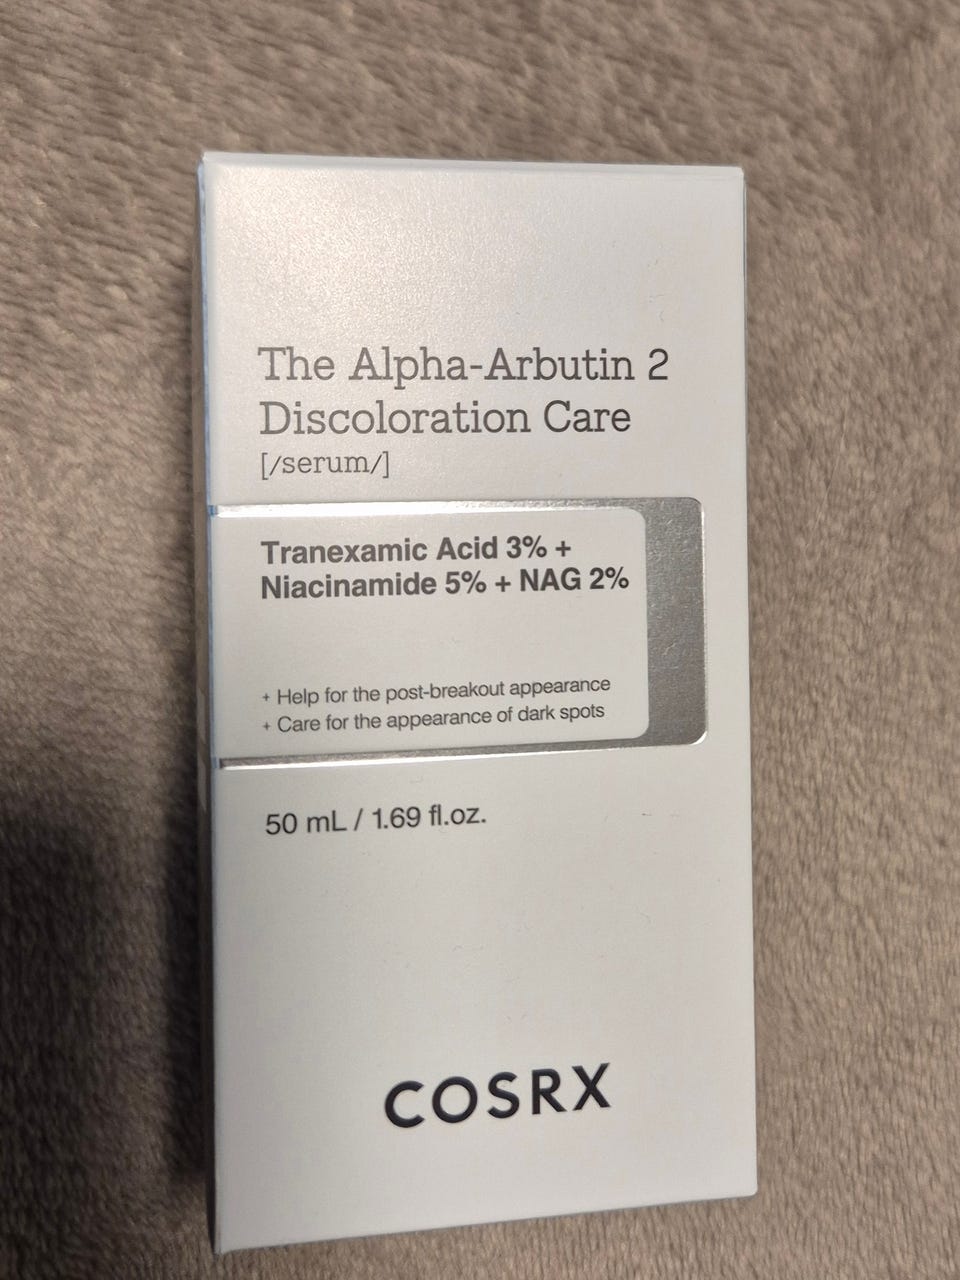 The Alpha-Arbutin 2
Discoloration Care
[/serum/]
Tranexamic Acid 3% +
Niacinamide 5% + NAG 2%
+ Help for the post-breakout appearance
+ Care for the appearance of dark spots
50 mL / 1.69 fl.oz.
COSRX